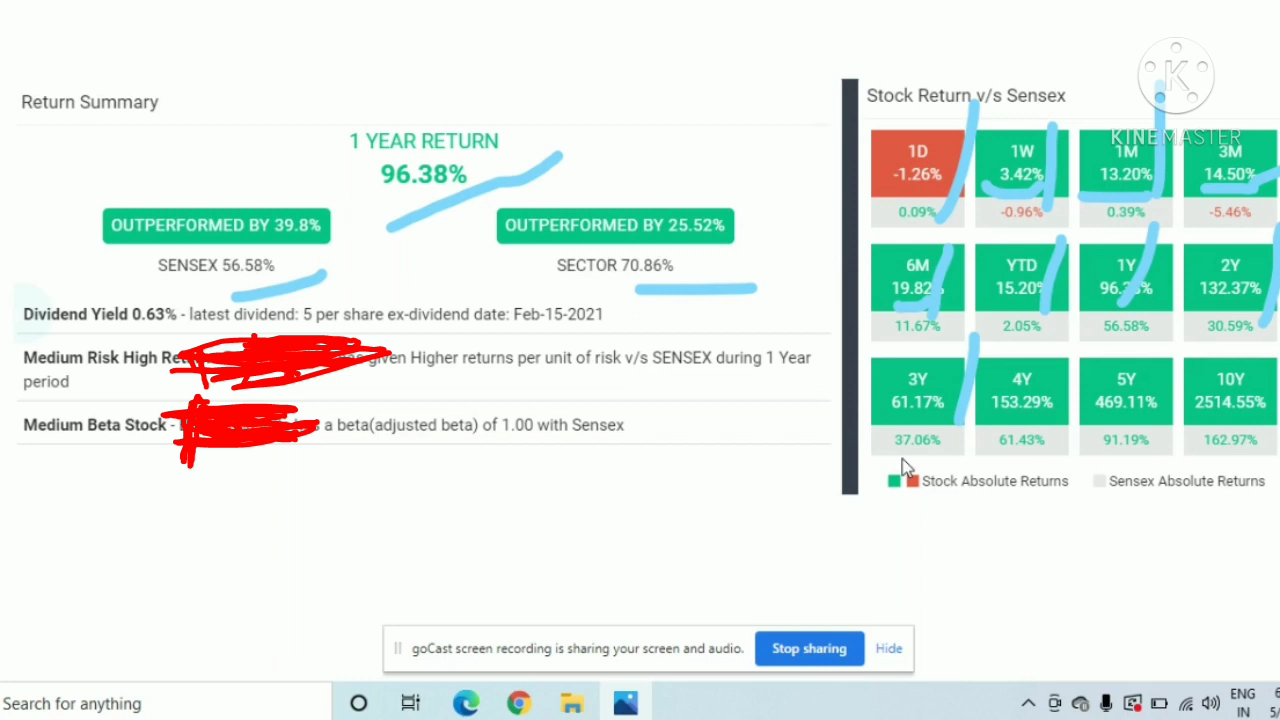 Return Summary
1 YEAR RETURN
96.38%
OUTPERFORMED BY 39.8%
OUTPERFORMED BY 25.52%
SENSEX 56.58%
SECTOR 70.86%
Dividend Yield 0.63% - latest dividend: 5 per share ex-dividend date: Feb-15-2021
Medium Risk High given Higher returns per unit of risk v/s SENSEX during 1 Year
period
Medium Beta Stock - a beta(adjusted beta) of 1.00 with Sensex
Stock Return v/s Sensex
KINEMASTER
1D 1W 1M 3M
-1.26% 3.42% 13.20% 14.50%
0.09% -0.96% 0.39% -5.46%
6M YTD 1Y 2Y
19.82% 15.20% 132.37%
11.67% 2.05% 56.58% 30.59%
3Y 4Y 5Y 10Y
61.17% 153.29% 469.11% 2514.55%
37.06% 61.43% 91.19% 162.97%
Stock Absolute Returns Sensex Absolute Returns
goCast screen recording is sharing your screen and audio. Stop sharing Hide
Search for anything
ENG
IN